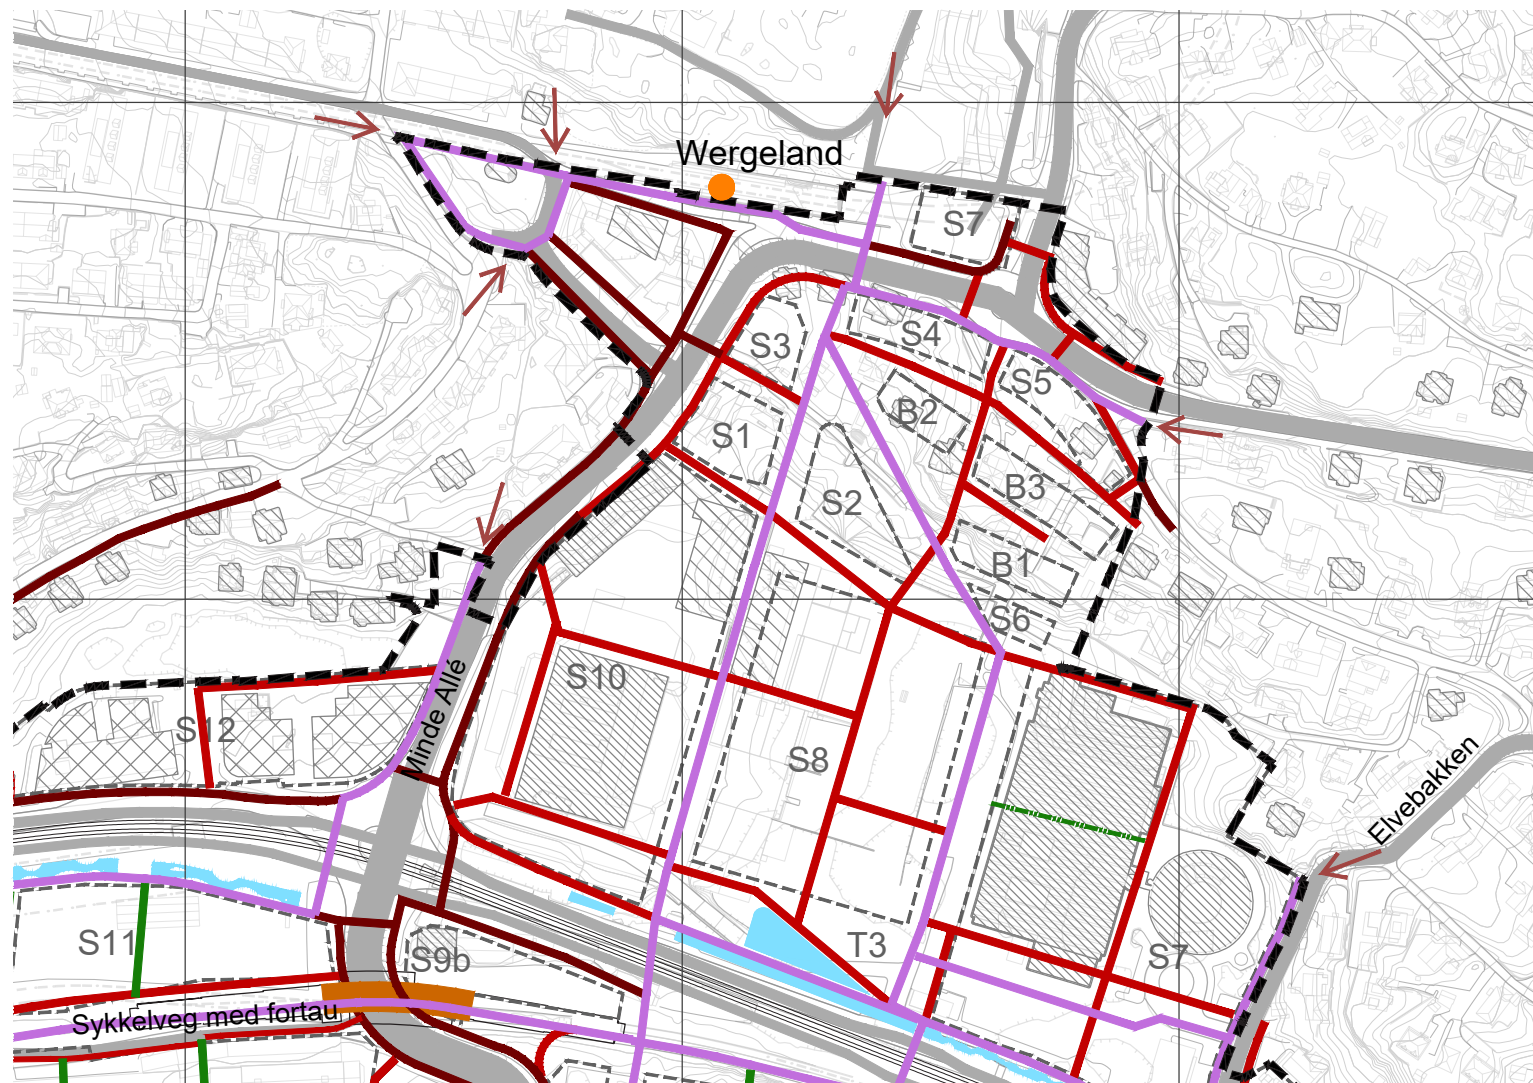 Wergeland
S7
S4
S3
S5
B2
S1
B3
S2
B1
S6
S10
Minde Allé
S12
S8
Elvebakken
S11
T3
S9b
S7
Sykkelveg med fortau